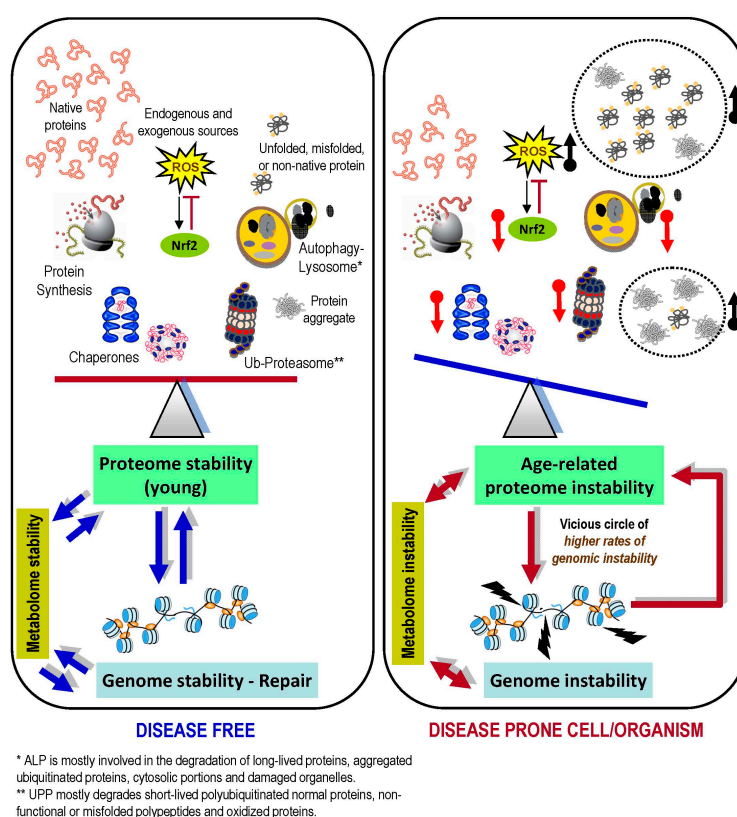 Native
proteins
Endogenous and
exogenous sources
ROS
Nrf2
Unfolded, misfolded,
or non-native protein
Autophagy-
Lysosome*
Protein
Synthesis
Chaperones
Protein
aggregate
Ub-Proteasome**
Proteome stability
(young)
Metabolome stability
Genome stability - Repair
DISEASE FREE
ROS
Nrf2
Age-related
proteome instability
Vicious circle of
higher rates of
genomic instability
Metabolome instability
Genome instability
DISEASE PRONE CELL/ORGANISM
* ALP is mostly involved in the degradation of long-lived proteins, aggregated
ubiquitinated proteins, cytosolic portions and damaged organelles.
** UPP mostly degrades short-lived polyubiquitinated normal proteins, non-
functional or misfolded polypeptides and oxidized proteins.